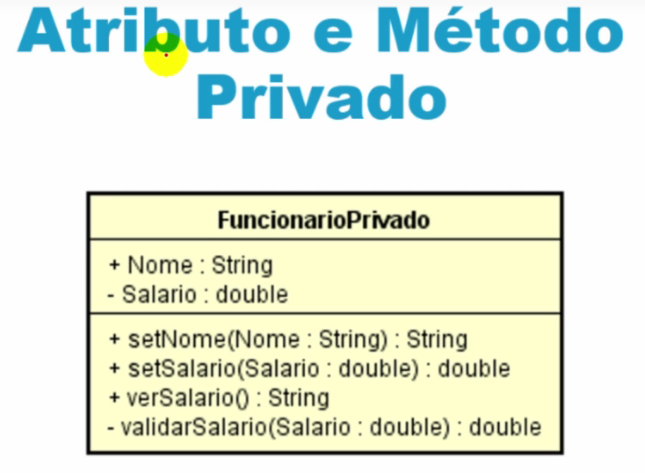 Atributo e Método
Privado
FuncionarioPrivado
+ Nome : String
- Salario : double
+ setNome(Nome : String) : String
+ setSalario(Salario : double) : double
+ verSalario() : String
- validarSalario(Salario : double) : double